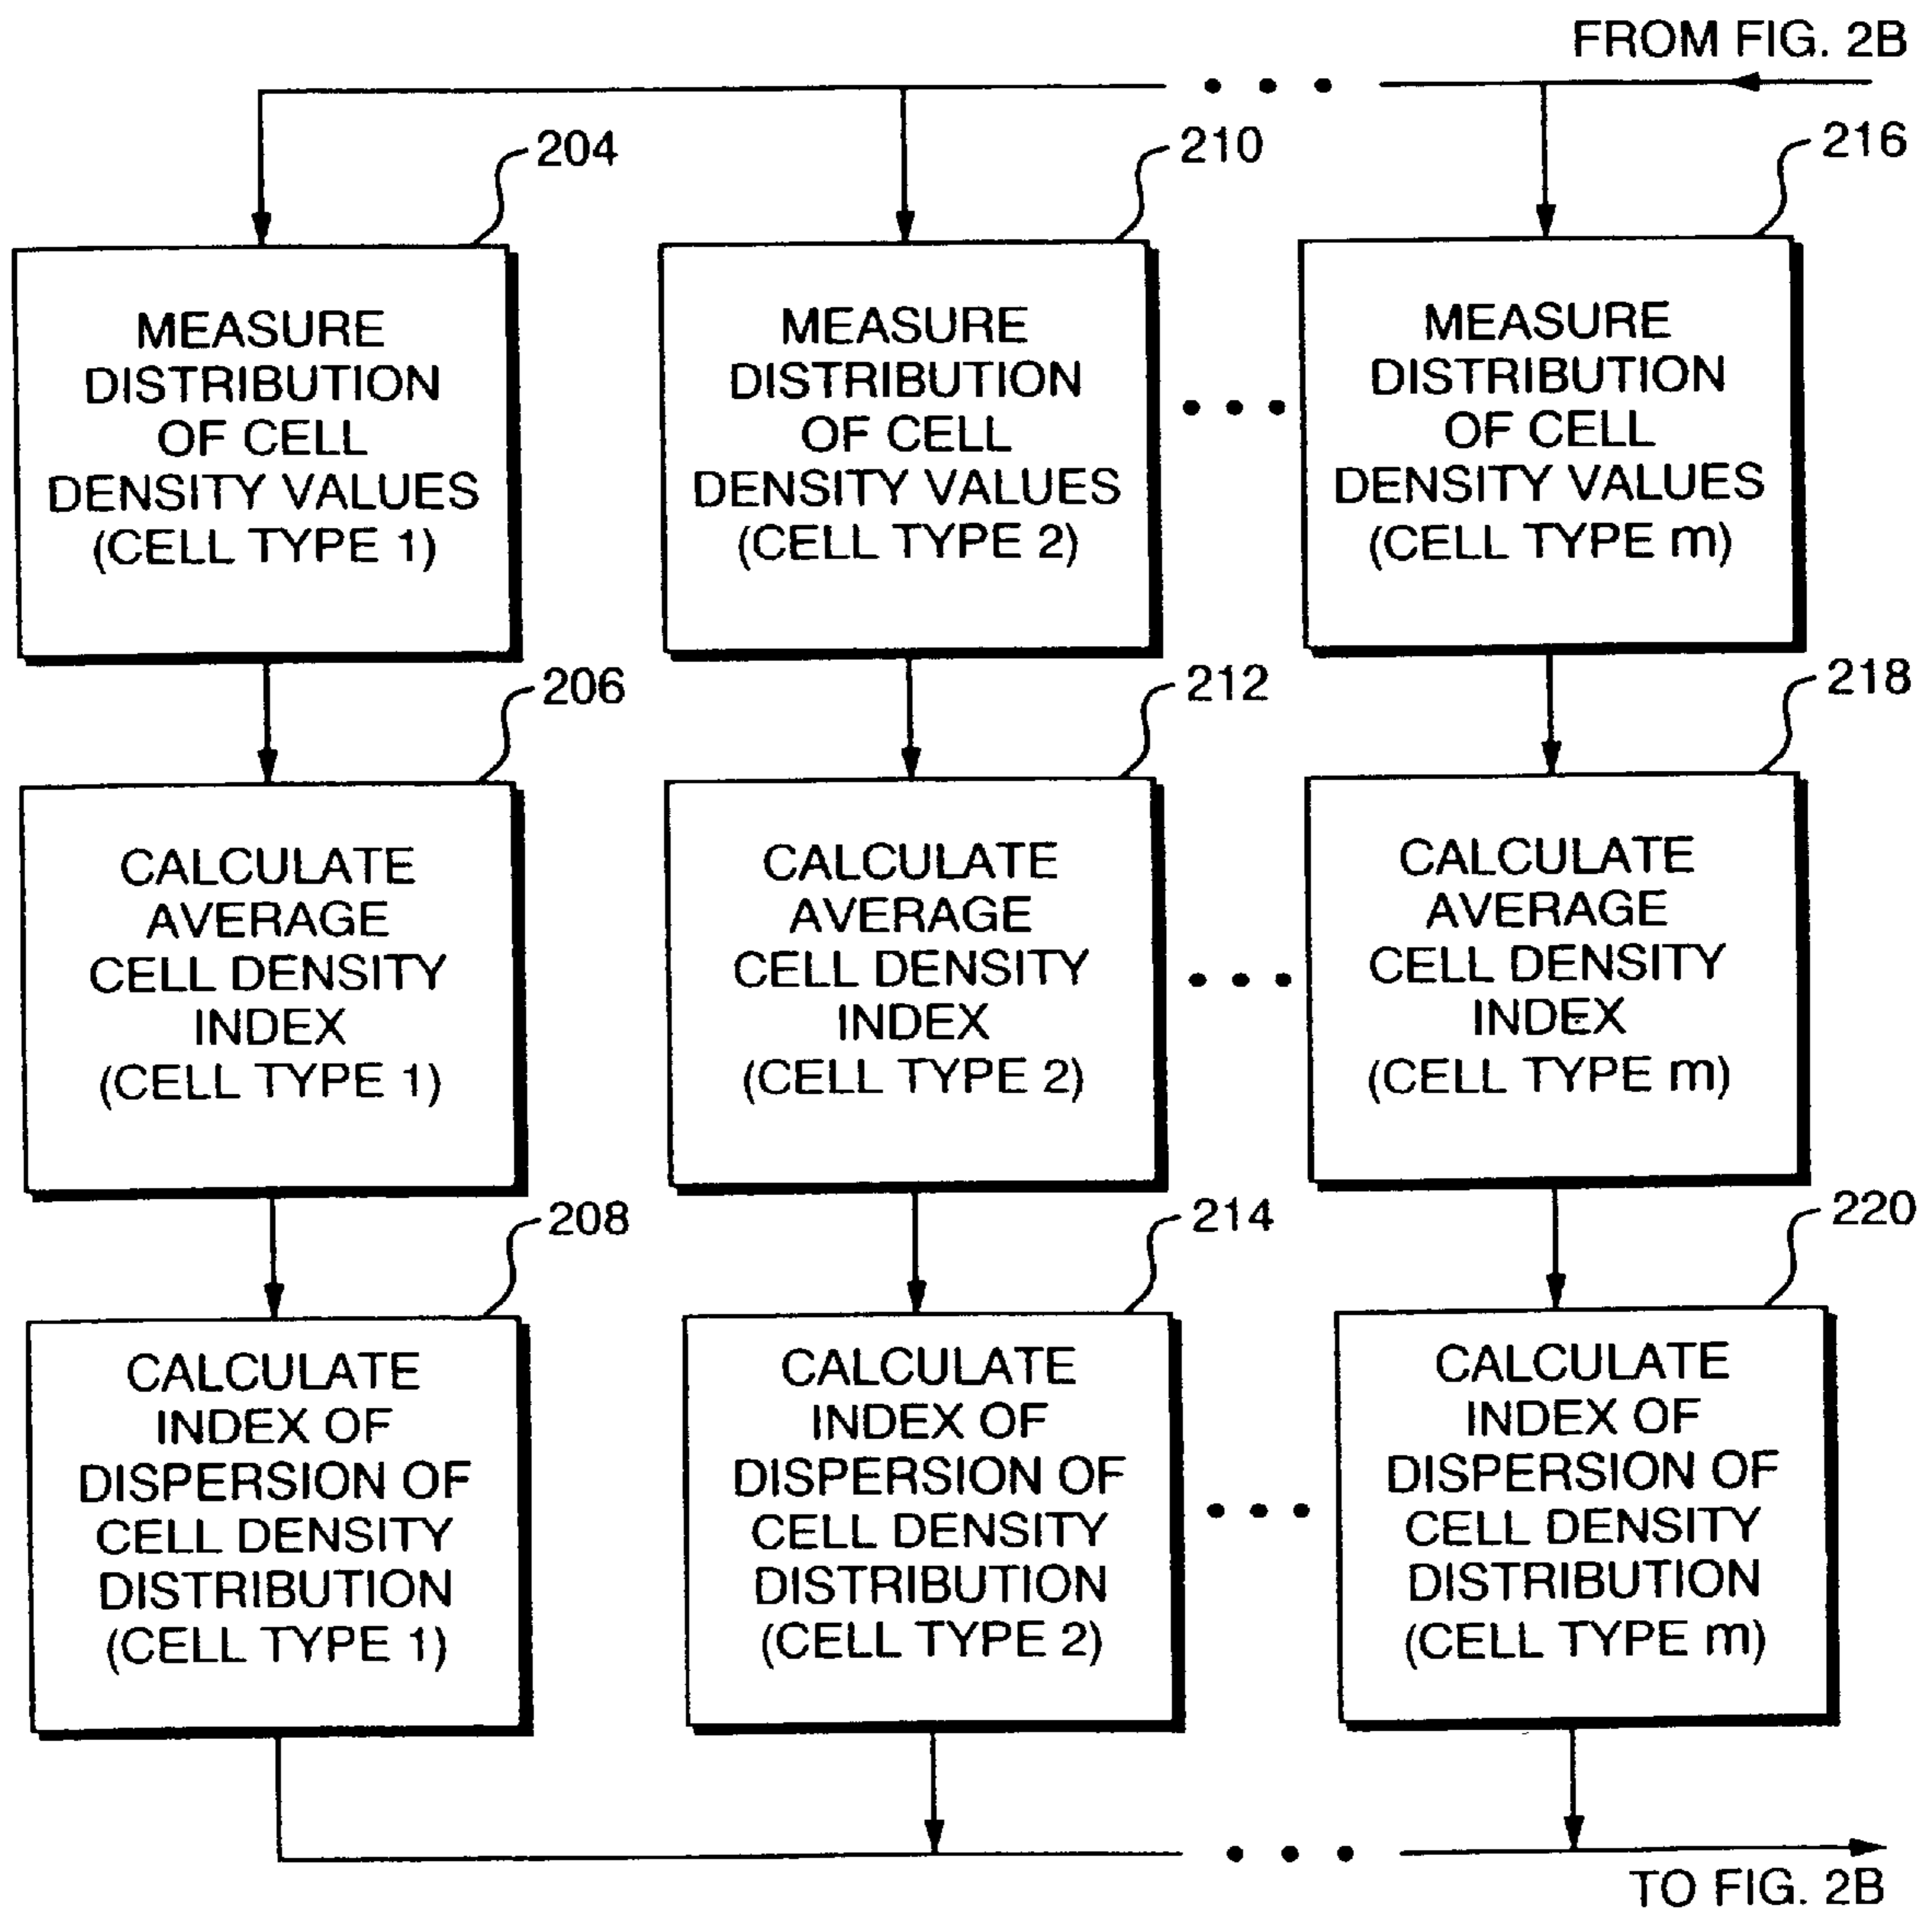 FROM FIG. 2B
204
210
216
MEASURE
DISTRIBUTION
OF CELL
DENSITY VALUES
(CELL TYPE 1)
MEASURE
DISTRIBUTION
OF CELL
DENSITY VALUES
(CELL TYPE 2)
MEASURE
DISTRIBUTION
OF CELL
DENSITY VALUES
(CELL TYPE m)
206
212
218
CALCULATE
AVERAGE
CELL DENSITY
INDEX
(CELL TYPE 1)
CALCULATE
AVERAGE
CELL DENSITY
INDEX
(CELL TYPE 2)
CALCULATE
AVERAGE
CELL DENSITY
INDEX
(CELL TYPE m)
208
214
220
CALCULATE
INDEX OF
DISPERSION OF
CELL DENSITY
DISTRIBUTION
(CELL TYPE 1)
CALCULATE
INDEX OF
DISPERSION OF
CELL DENSITY
DISTRIBUTION
(CELL TYPE 2)
CALCULATE
INDEX OF
DISPERSION OF
CELL DENSITY
DISTRIBUTION
(CELL TYPE m)
TO FIG. 2B